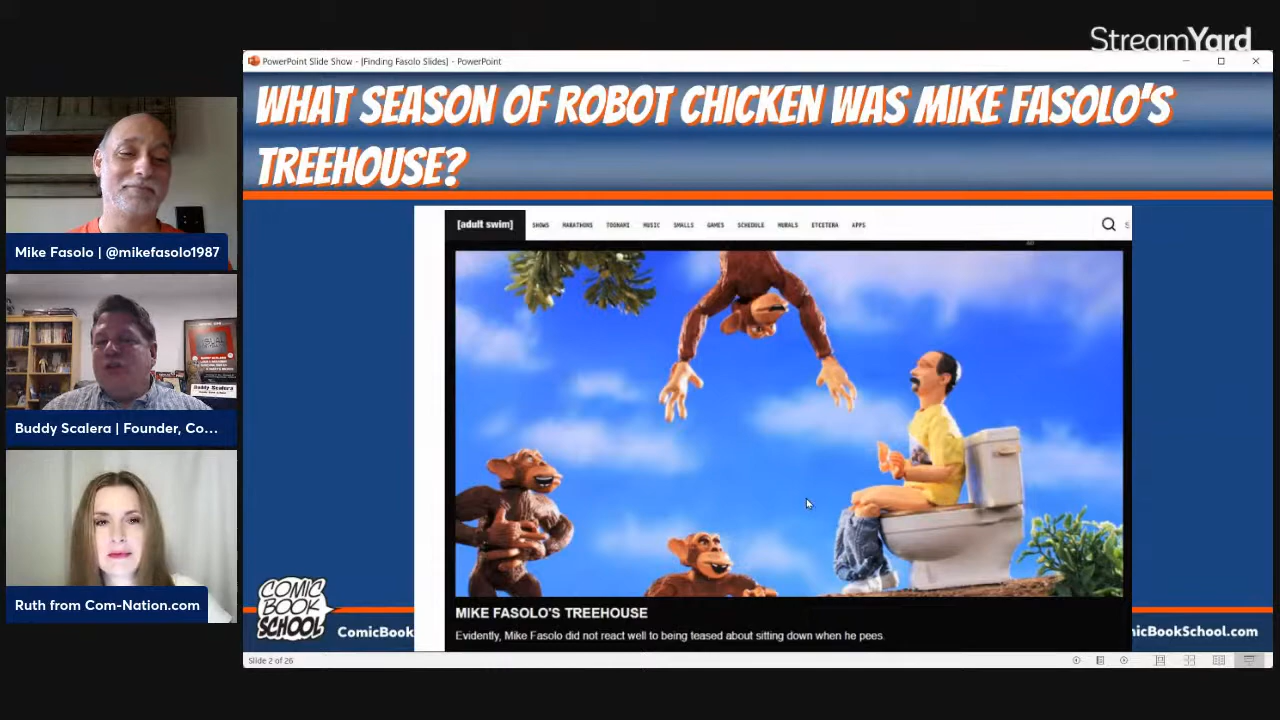 StreamYard
PowerPoint Slide Show - [Finding Fasolo Slides] - PowerPoint
WHAT SEASON OF ROBOT CHICKEN WAS MIKE FASOLO'S
TREEHOUSE?
[adult swim] SHOWS MARATHONS TOONAMI MUSIC SMALLS GAMES SCHEDULE MURALS ETCETERA APPS S
Mike Fasolo | @mikefasolo1987
Buddy Scalera
Buddy Scalera | Founder, Co...
MIKE FASOLO'S TREEHOUSE
Evidently, Mike Fasolo did not react well to being teased about sitting down when he pees.
Ruth from Com-Nation.com
COMIC
BOOK
SCHOOL
ComicBook
nicBookSchool.com
Slide 2 of 26